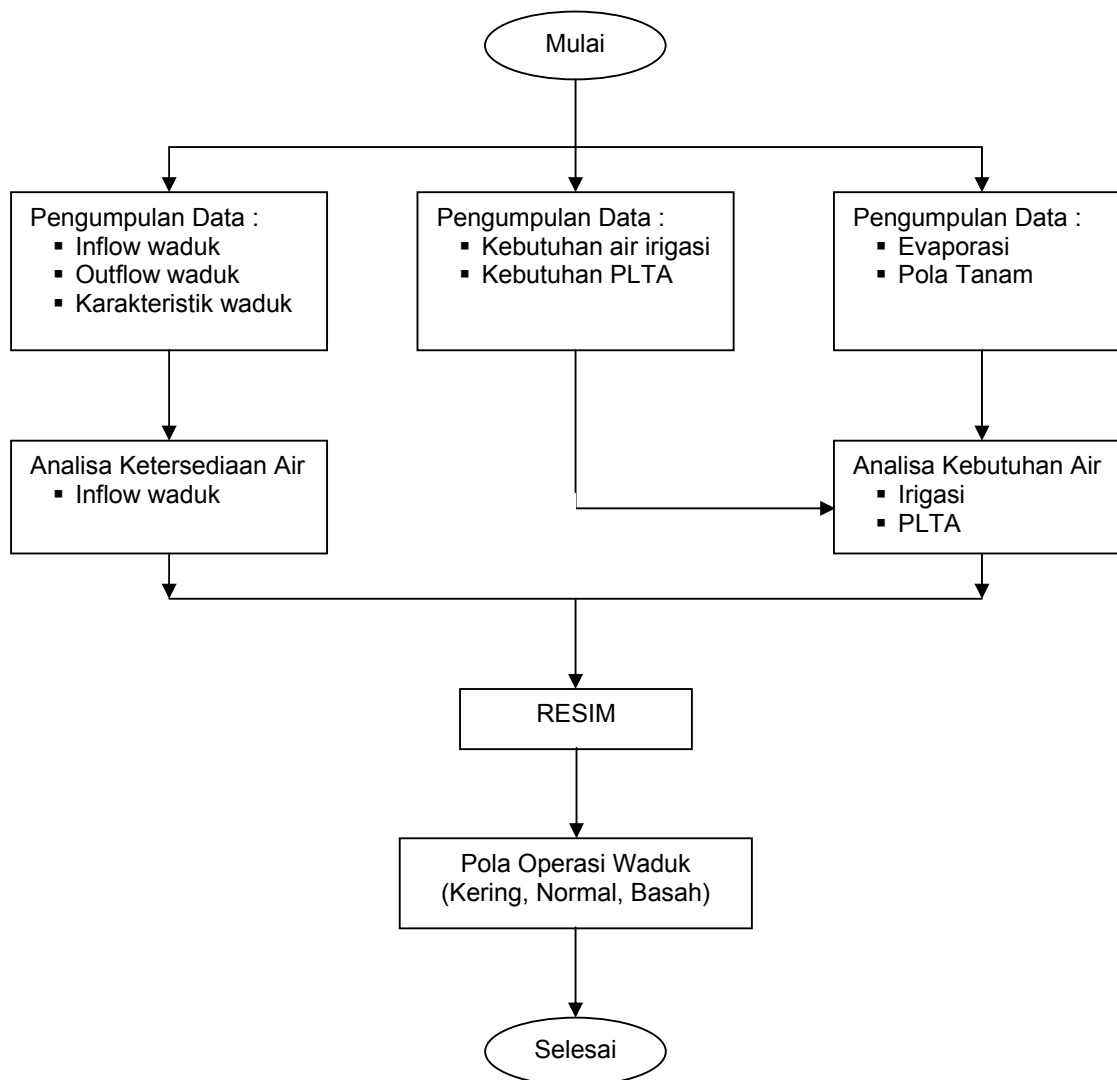 Mulai
Pengumpulan Data :
▪ Inflow waduk
▪ Outflow waduk
▪ Karakteristik waduk
Pengumpulan Data :
▪ Kebutuhan air irigasi
▪ Kebutuhan PLTA
Pengumpulan Data :
▪ Evaporasi
▪ Pola Tanam
Analisa Ketersediaan Air
▪ Inflow waduk
Analisa Kebutuhan Air
▪ Irigasi
▪ PLTA
RESIM
Pola Operasi Waduk
(Kering, Normal, Basah)
Selesai